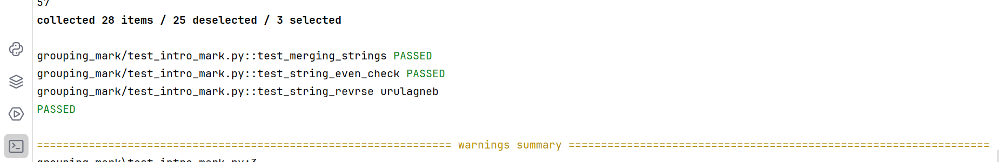 57
collected 28 items / 25 deselected / 3 selected
grouping_mark/test_intro_mark.py::test_merging_strings PASSED
grouping_mark/test_intro_mark.py::test_string_even_check PASSED
grouping_mark/test_intro_mark.py::test_string_revrse urulagneb
PASSED
================================================================ warnings summary =================================================================
grouping_mark\test_intro_mark.py:3